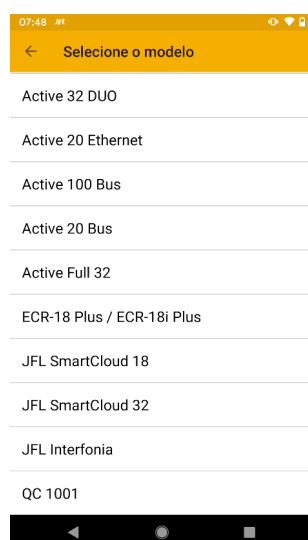 07:48
Selecione o modelo
Active 32 DUO
Active 20 Ethernet
Active 100 Bus
Active 20 Bus
Active Full 32
ECR-18 Plus / ECR-18i Plus
JFL SmartCloud 18
JFL SmartCloud 32
JFL Interfonia
QC 1001